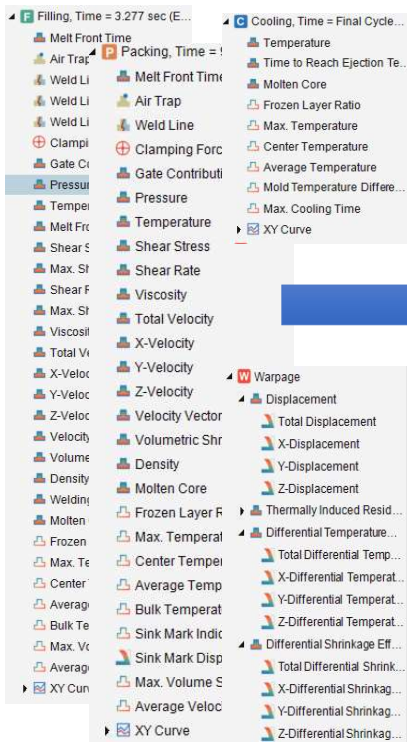 F Filling, Time = 3.277 sec (E...
Melt Front Time
Air Trap
Weld Li
Weld Li
Weld Li
Clampi
Gate Co
Pressur
Temper
Melt Fro
Shear S
Max. Sh
Shear R
Max. Sh
Viscosit
Total Ve
X-Veloc
Y-Veloc
Z-Veloc
Velocity
Volume
Density
Welding
Molten
Frozen
Max. Te
Center
Average
Bulk Te
Max. Vo
Average
XY Curv
P Packing, Time =
Melt Front Time
Air Trap
Weld Line
Clamping Forc
Gate Contributi
Pressure
Temperature
Shear Stress
Shear Rate
Viscosity
Total Velocity
X-Velocity
Y-Velocity
Z-Velocity
Velocity Vector
Volumetric Shr
Density
Molten Core
Frozen Layer R
Max. Temperat
Center Temper
Average Temp
Bulk Temperat
Sink Mark Indic
Sink Mark Disp
Max. Volume S
Average Veloc
XY Curve
C Cooling, Time = Final Cycle...
Temperature
Time to Reach Ejection Te...
Molten Core
Frozen Layer Ratio
Max. Temperature
Center Temperature
Average Temperature
Mold Temperature Differe...
Max. Cooling Time
XY Curve
W Warpage
Displacement
Total Displacement
X-Displacement
Y-Displacement
Z-Displacement
Thermally Induced Resid...
Differential Temperature...
Total Differential Temp...
X-Differential Temperat...
Y-Differential Temperat...
Z-Differential Temperat...
Differential Shrinkage Eff...
Total Differential Shrink...
X-Differential Shrinkag...
Y-Differential Shrinkag...
Z-Differential Shrinkag...